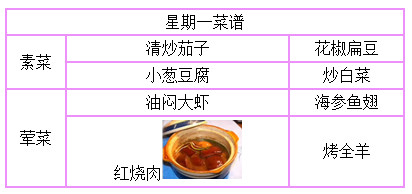 星期一菜谱
素菜 清炒茄子 花椒扁豆
小葱豆腐 炒白菜
荤菜 油闷大虾 海参鱼翅
红烧肉 烤全羊